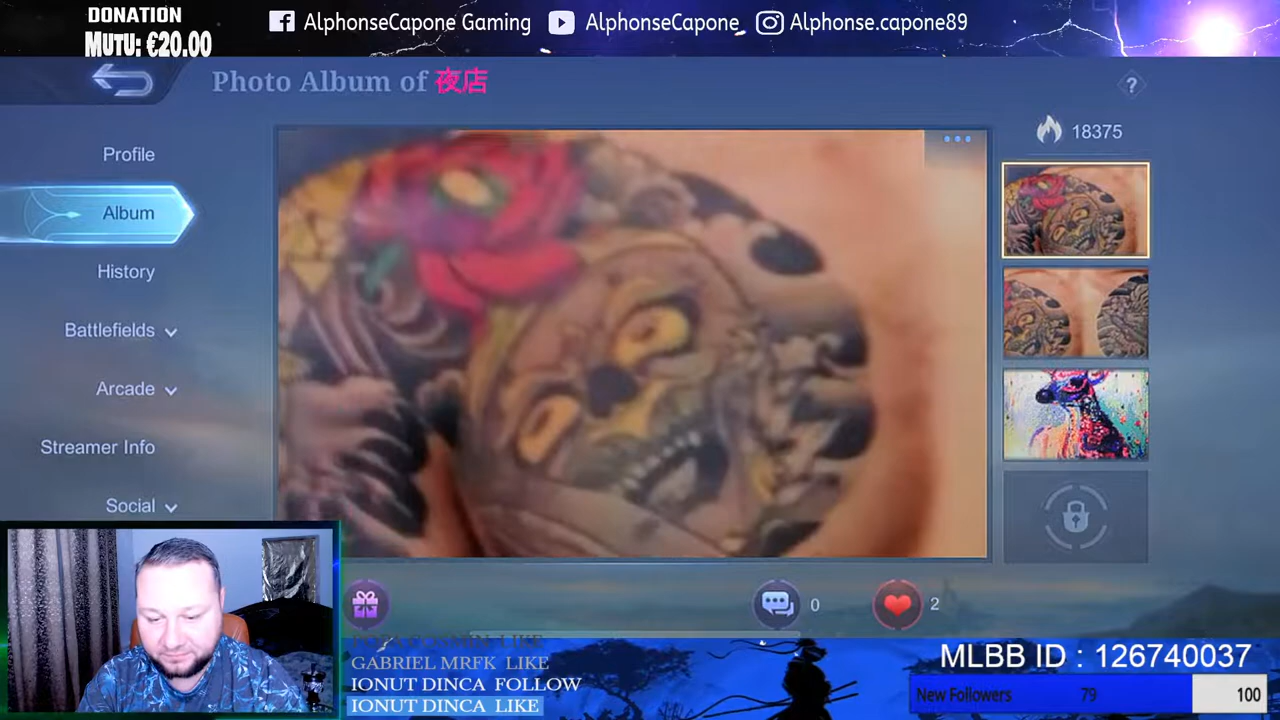 DONATION
MUTU: €20.00
AlphonseCapone Gaming
AlphonseCapone
Alphonse.capone89
Photo Album of 夜店
?
18375
Profile
Album
History
Battlefields
Arcade
Streamer Info
Social
0
2
LIKE
GABRIEL MRFK LIKE
IONUT DINCA FOLLOW
IONUT DINCA LIKE
MLBB ID : 126740037
New Followers 79 100